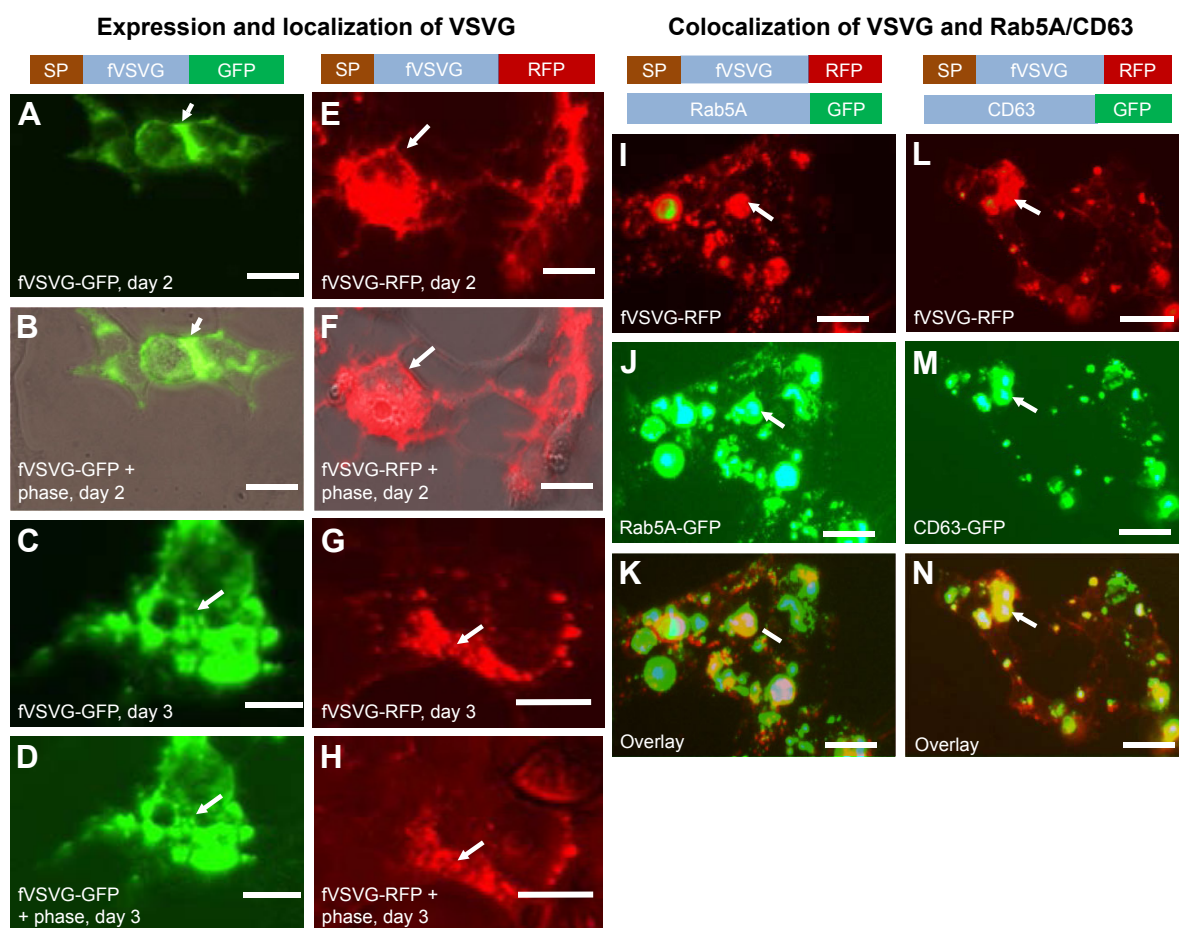 Expression and localization of VSVG
SP fVSVG GFP
SP fVSVG RFP
A
fVSVG-GFP, day 2
B
fVSVG-GFP +
phase, day 2
C
fVSVG-GFP, day 3
D
fVSVG-GFP
+ phase, day 3
E
fVSVG-RFP, day 2
F
fVSVG-RFP +
phase, day 2
G
fVSVG-RFP, day 3
H
fVSVG-RFP +
phase, day 3
Colocalization of VSVG and Rab5A/CD63
SP fVSVG RFP
Rab5A GFP
SP fVSVG RFP
CD63 GFP
I
fVSVG-RFP
J
Rab5A-GFP
K
Overlay
L
fVSVG-RFP
M
CD63-GFP
N
Overlay